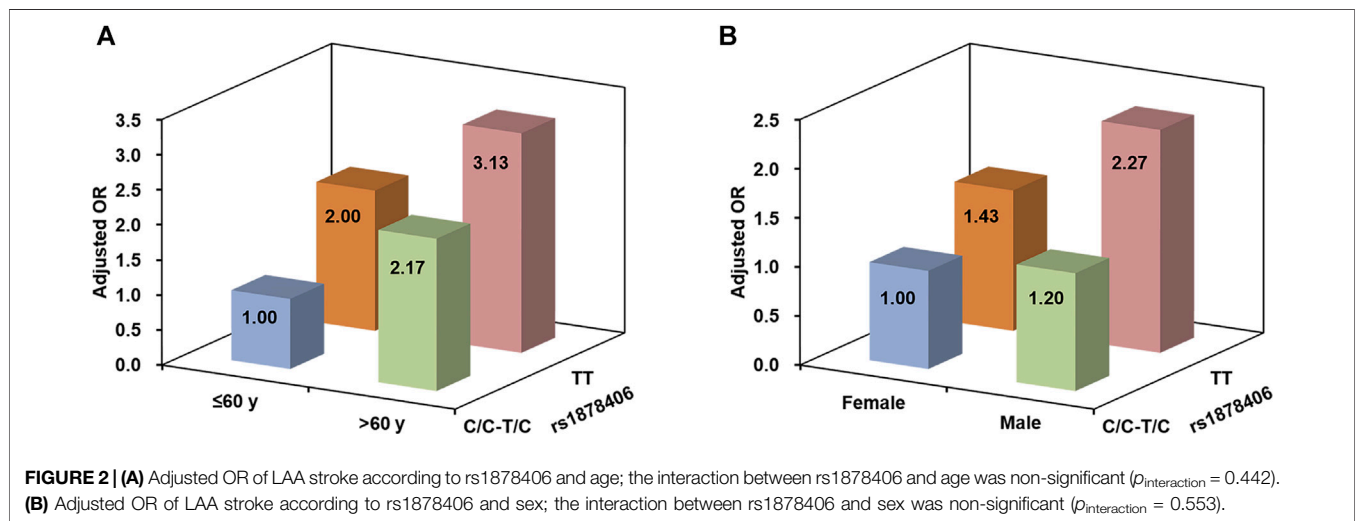 A
Adjusted OR
3.5
3.0
2.5
2.0
1.5
1.0
0.5
0.0
1.00
2.00
2.17
3.13
≤60 y
>60 y
C/C-T/C
TT
rs1878406
B
Adjusted OR
2.5
2.0
1.5
1.0
0.5
0.0
1.00
1.43
1.20
2.27
Female
Male
C/C-T/C
TT
rs1878406
FIGURE 2 | (A) Adjusted OR of LAA stroke according to rs1878406 and age; the interaction between rs1878406 and age was non-significant (pinteraction = 0.442).
(B) Adjusted OR of LAA stroke according to rs1878406 and sex; the interaction between rs1878406 and sex was non-significant (pinteraction = 0.553).